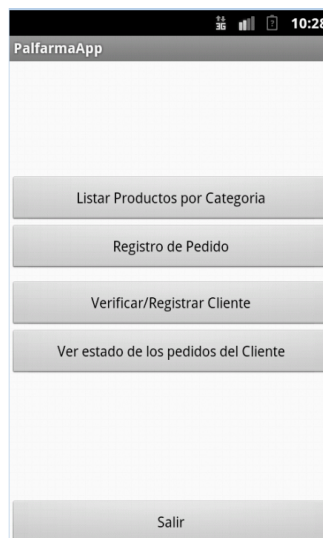 3G 10:28
PalfarmaApp
Listar Productos por Categoria
Registro de Pedido
Verificar/Registrar Cliente
Ver estado de los pedidos del Cliente
Salir